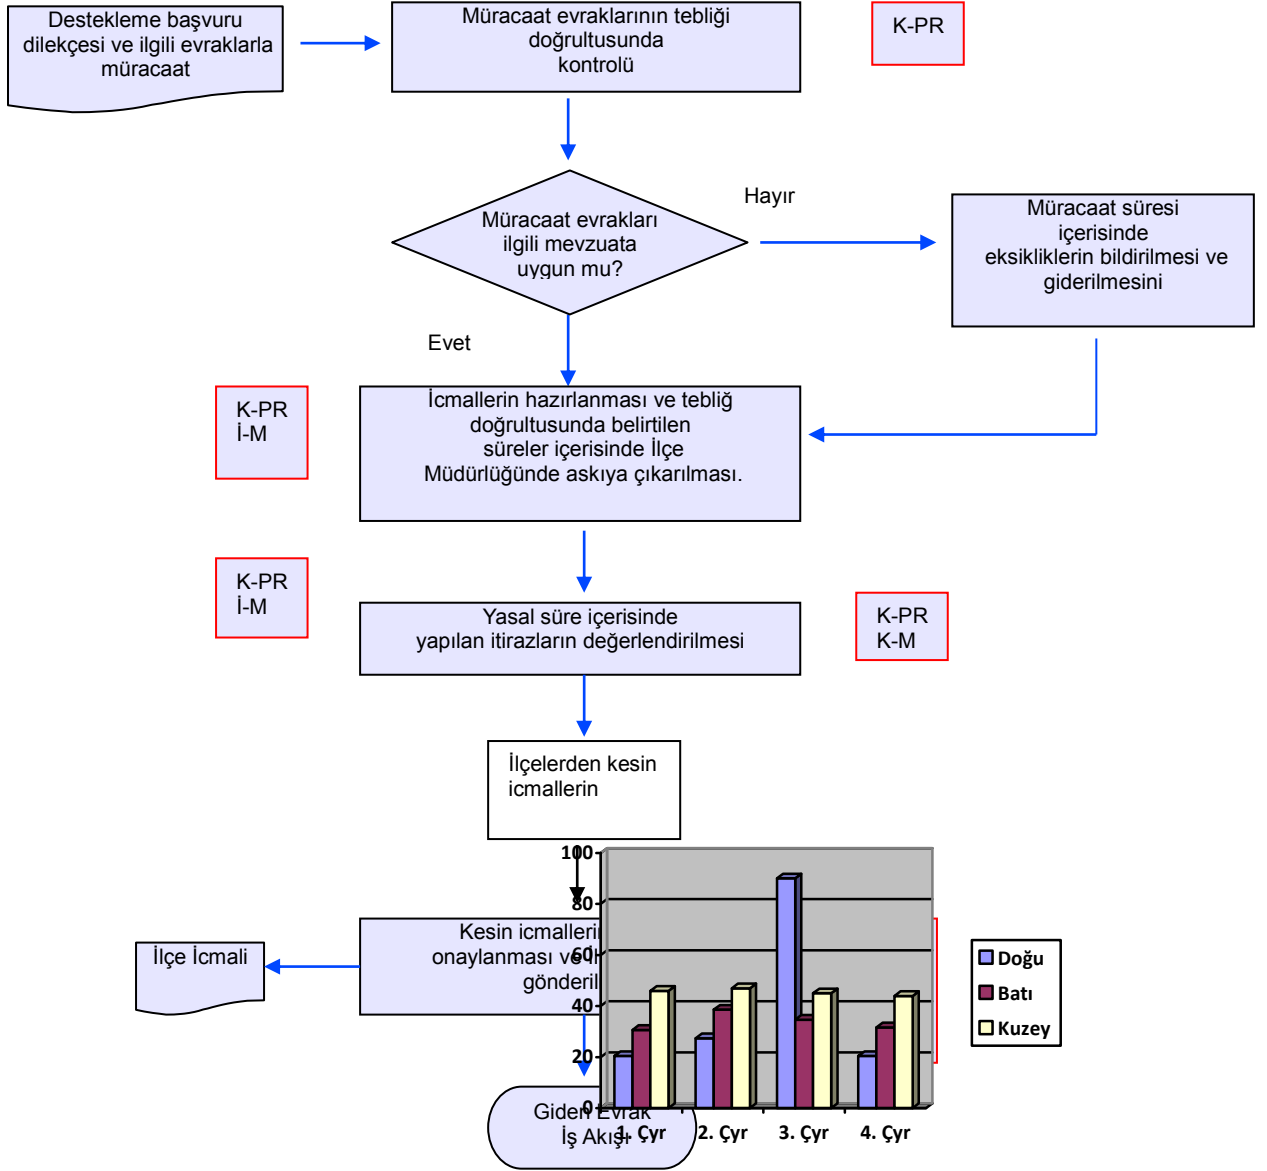 Destekleme başvuru
dilekçesi ve ilgili evraklarla
müracaat
Müracaat evraklarının tebliği
doğrultusunda
kontrolü
K-PR
Müracaat evrakları
ilgili mevzuata
uygun mu?
Hayır
Müracaat süresi
içerisinde
eksikliklerin bildirilmesi ve
giderilmesini
Evet
K-PR
İ-M
İcmallerin hazırlanması ve tebliğ
doğrultusunda belirtilen
süreler içerisinde İlçe
Müdürlüğünde askıya çıkarılması.
K-PR
İ-M
Yasal süre içerisinde
yapılan itirazların değerlendirilmesi
K-PR
K-M
İlçelerden kesin
icmallerin
İlçe İcmali
Kesin
onaylanması
Giden Evrak
İş Akışı
100
80
60
40
20
0
1. Çyr
2. Çyr
3. Çyr
4. Çyr
Doğu
Batı
Kuzey